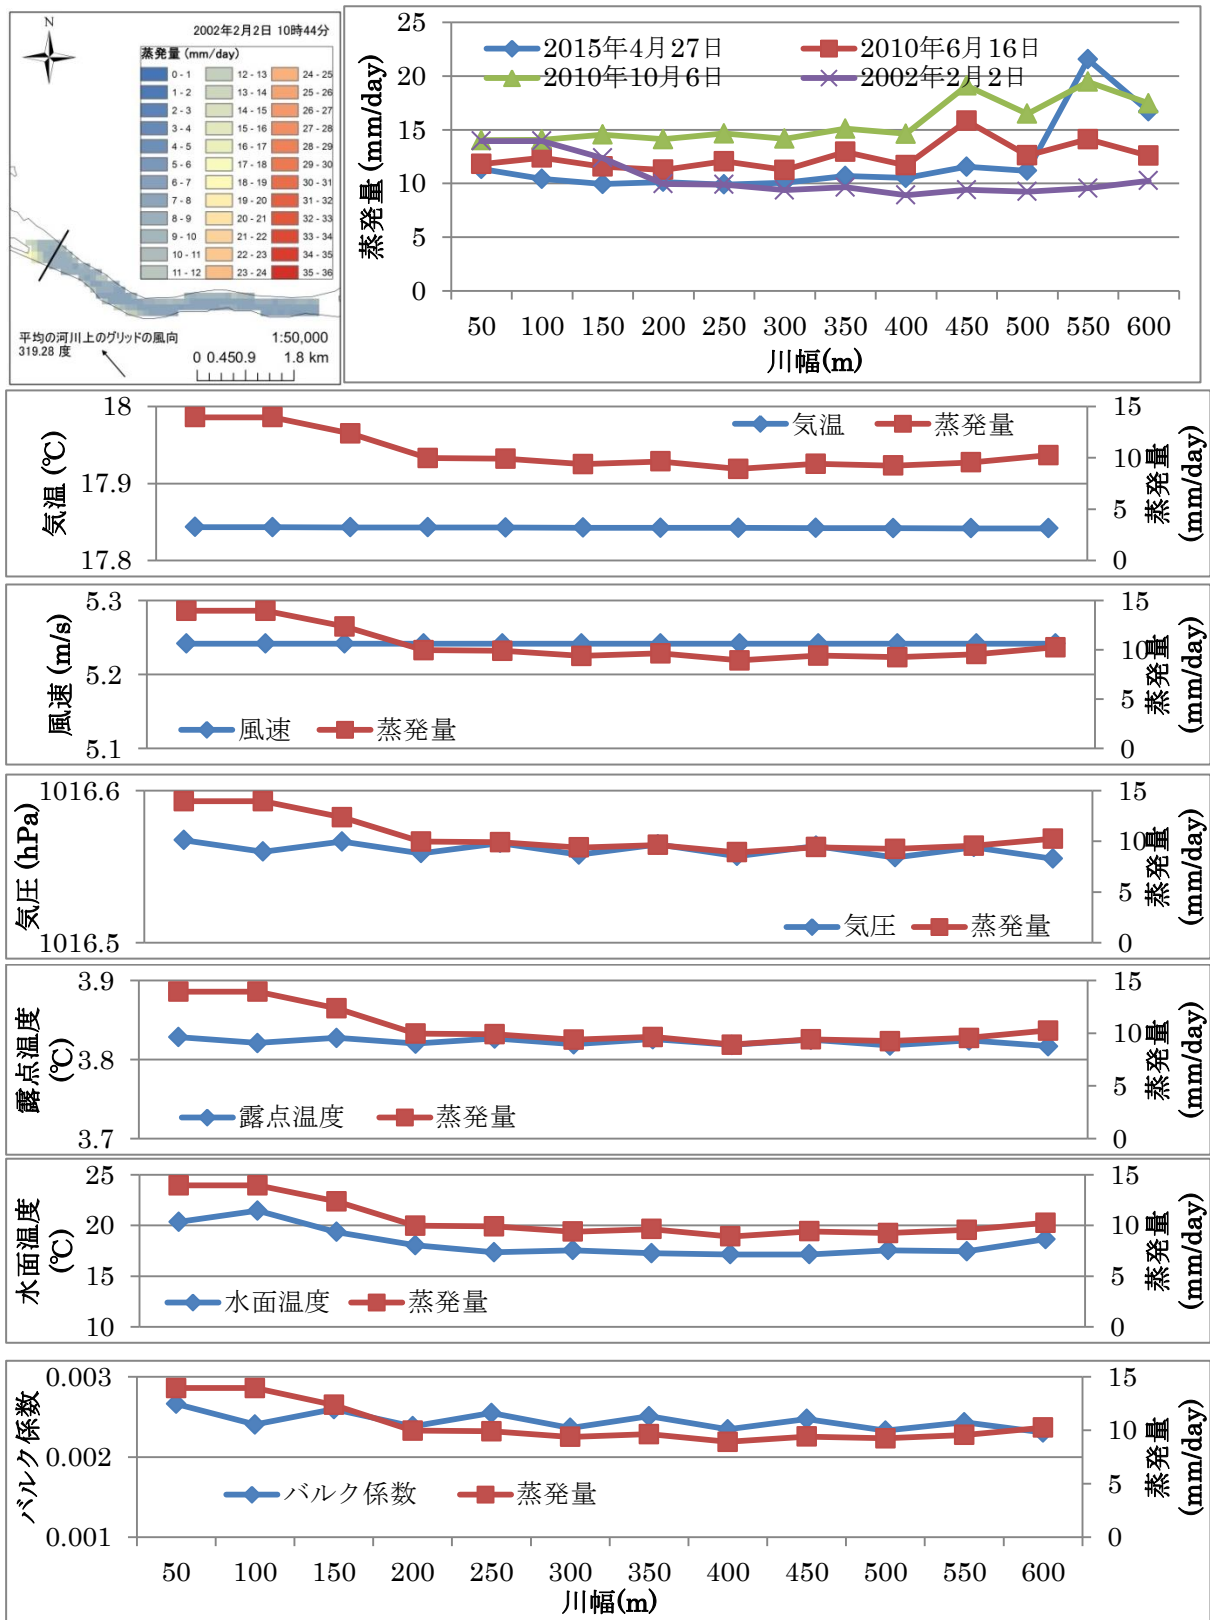 N
2002年2月2日 10時44分
蒸発量 (mm/day)
0 - 1 12 - 13 24 - 25
1 - 2 13 - 14 25 - 26
2 - 3 14 - 15 26 - 27
3 - 4 15 - 16 27 - 28
4 - 5 16 - 17 28 - 29
5 - 6 17 - 18 29 - 30
6 - 7 18 - 19 30 - 31
7 - 8 19 - 20 31 - 32
8 - 9 20 - 21 32 - 33
9 - 10 21 - 22 33 - 34
10 - 11 22 - 23 34 - 35
11 - 12 23 - 24 35 - 36
平均の河川上のグリッドの風向
319.28 度
1:50,000
0 0.450.9 1.8 km
蒸発量 (mm/day)
25
20
15
10
5
0
2015年4月27日 2010年6月16日
2010年10月6日 2002年2月2日
50 100 150 200 250 300 350 400 450 500 550 600
川幅(m)
気温 (℃)
18
17.9
17.8
気温 蒸発量
15
10
5
0
蒸発量
(mm/day)
風速 (m/s)
5.3
5.2
5.1
風速 蒸発量
15
10
5
0
蒸発量
(mm/day)
気圧 (hPa)
1016.6
1016.5
気圧 蒸発量
15
10
5
0
蒸発量
(mm/day)
露点温度
(℃)
3.9
3.8
3.7
露点温度 蒸発量
15
10
5
0
蒸発量
(mm/day)
水面温度
(℃)
25
20
15
10
水面温度 蒸発量
15
10
5
0
蒸発量
(mm/day)
バルク係数
0.003
0.002
0.001
バルク係数 蒸発量
15
10
5
0
蒸発量
(mm/day)
50 100 150 200 250 300 350 400 450 500 550 600
川幅(m)